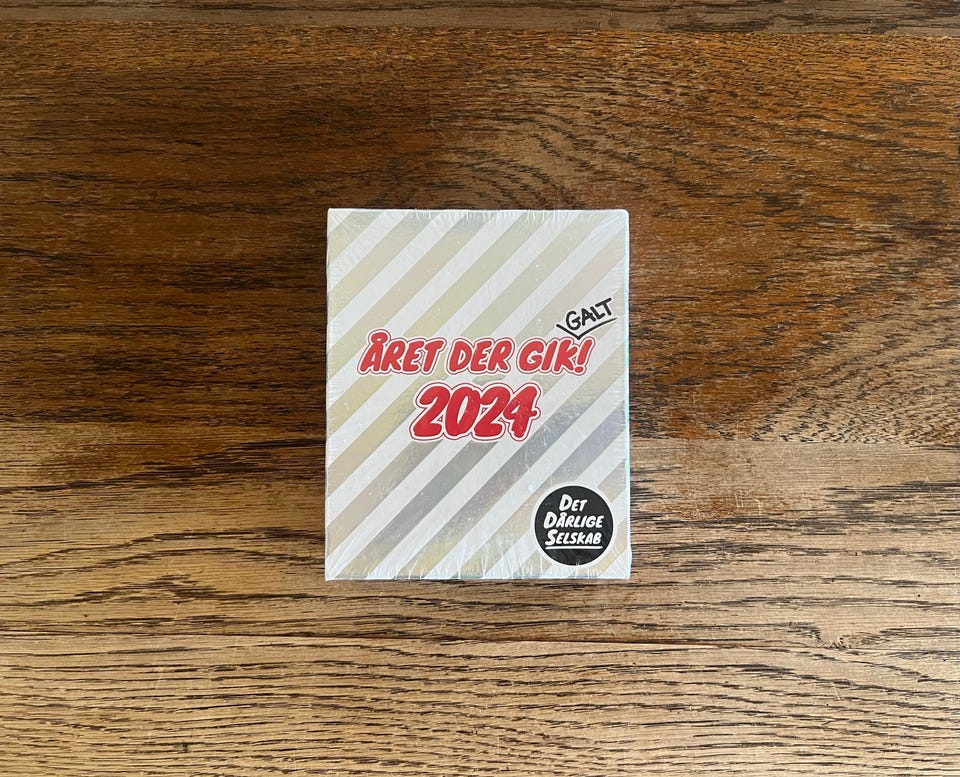 GALT
ÅRET DER GIK!
2024
DET
DÅRLIGE
SELSKAB